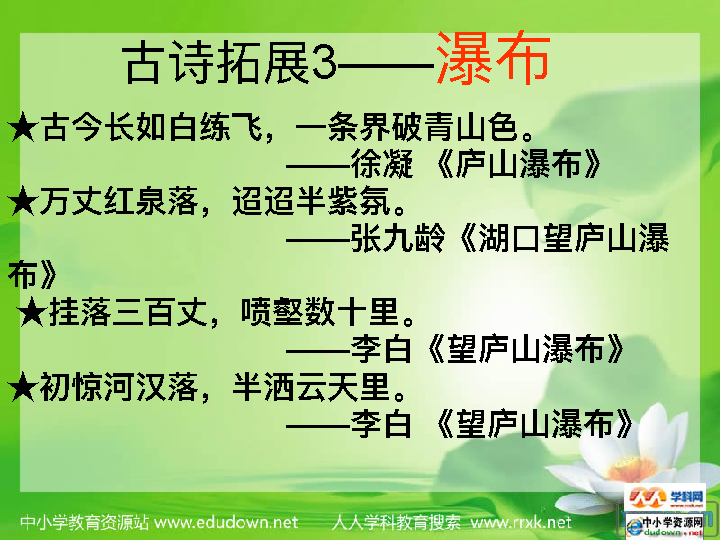 古诗拓展3——瀑布
★古今长如白练飞，一条界破青山色。
——徐凝 《庐山瀑布》
★万丈红泉落，迢迢半紫氛。
——张九龄《湖口望庐山瀑
布》
★挂落三百丈，喷壑数十里。
——李白《望庐山瀑布》
★初惊河汉落，半洒云天里。
——李白 《望庐山瀑布》
中小学教育资源站 www.edudown.net 人人学科教育搜索 www.rrxk.net
学科网
www.rrxk.net
中小学资源网
edudown.net